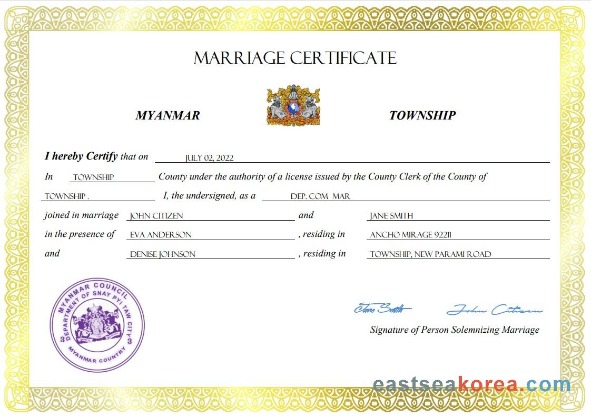 MARRIAGE CERTIFICATE
MYANMAR TOWNSHIP
I hereby Certify that on JULY 02, 2022
In TOWNSHIP County under the authority of a license issued by the County Clerk of the County of
TOWNSHIP . I, the undersigned, as a DEP. COM MAR
joined in marriage JOHN CITIZEN and JANE SMITH
in the presence of EVA ANDERSON , residing in ANCHO MIRAGE 92211
and DENISE JOHNSON , residing in TOWNSHIP, NEW PARAMI ROAD
MYANMAR COUNCIL
DEPARTMENT OF SNAY PYI TAW CITY
MYANMAR COUNTRY
Signature of Person Solemnizing Marriage
eastseakorea.com